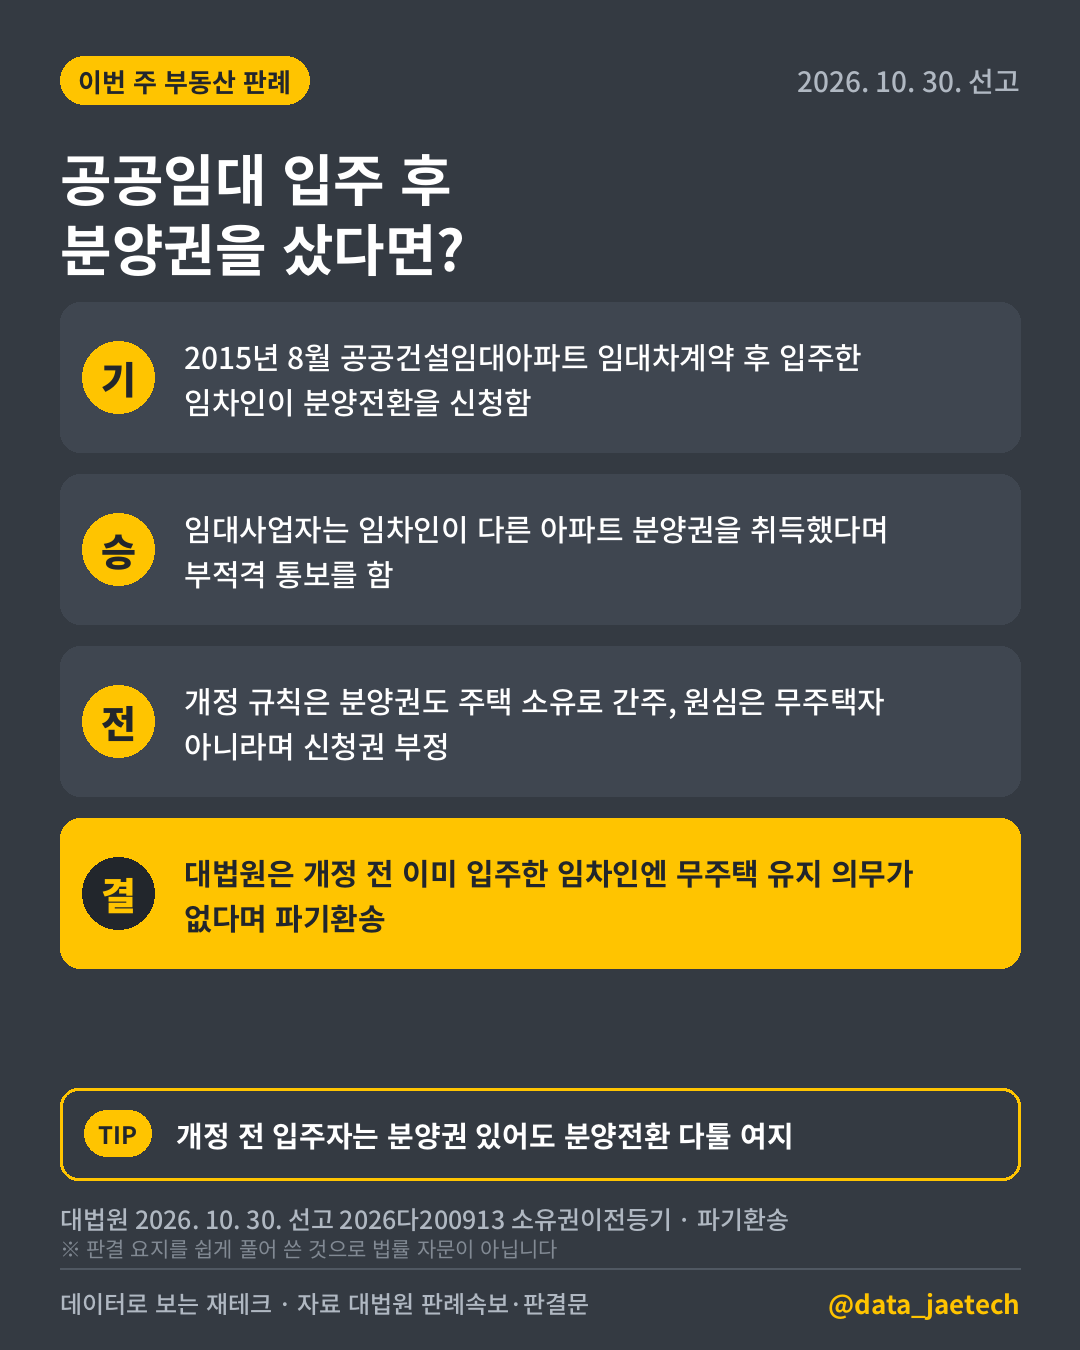 이번 주 부동산 판례
2026. 10. 30. 선고
공공임대 입주 후
분양권을 샀다면?
기
2015년 8월 공공건설임대아파트 임대차계약 후 입주한
임차인이 분양전환을 신청함
승
임대사업자는 임차인이 다른 아파트 분양권을 취득했다며
부적격 통보를 함
전
개정 규칙은 분양권도 주택 소유로 간주, 원심은 무주택자
아니라며 신청권 부정
결
대법원은 개정 전 이미 입주한 임차인엔 무주택 유지 의무가
없다며 파기환송
TIP
개정 전 입주자는 분양권 있어도 분양전환 다툴 여지
대법원 2026. 10. 30. 선고 2026다200913 소유권이전등기 · 파기환송
※ 판결 요지를 쉽게 풀어 쓴 것으로 법률 자문이 아닙니다
데이터로 보는 재테크 · 자료 대법원 판례속보·판결문
@data_jaetech